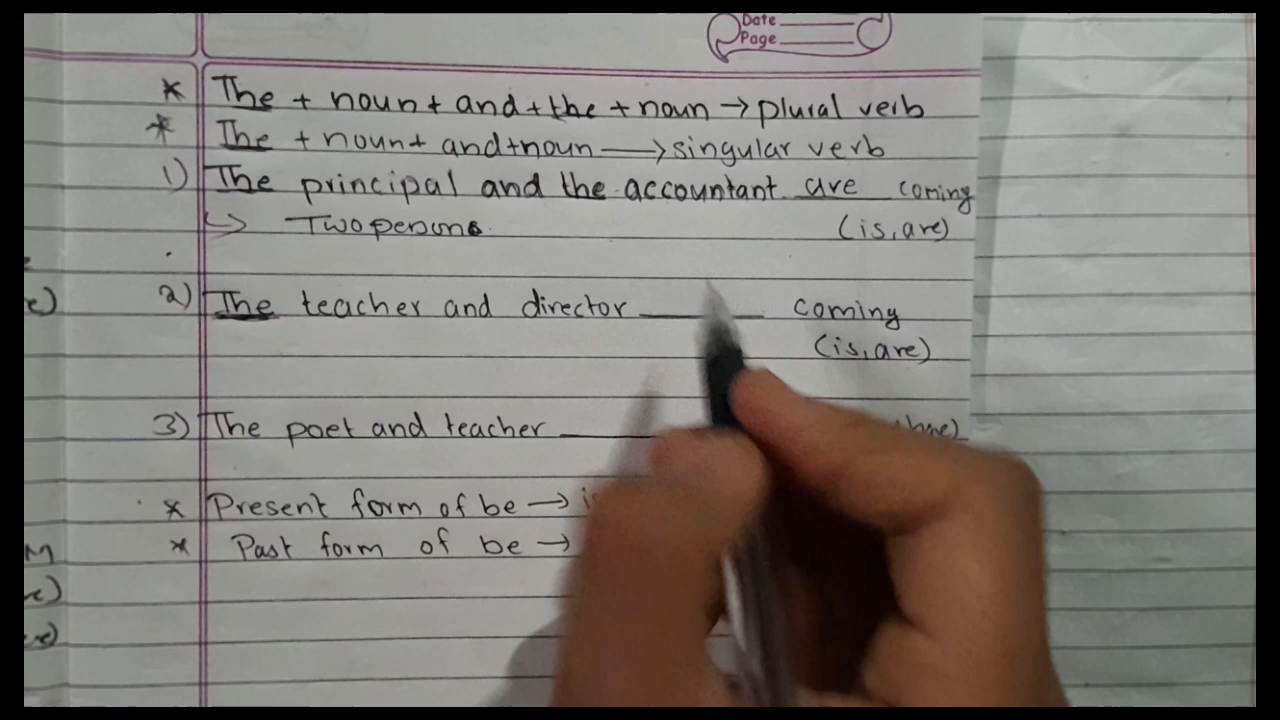 Date
Page
* The + noun + and + the + noun → plural verb
* The + noun + and + noun → singular verb
1) The principal and the accountant are coming
↳ Two persons. (is, are)
2) The teacher and director ______ coming
(is, are)
3) The poet and teacher ______
* Present form of be →
* Past form of be →